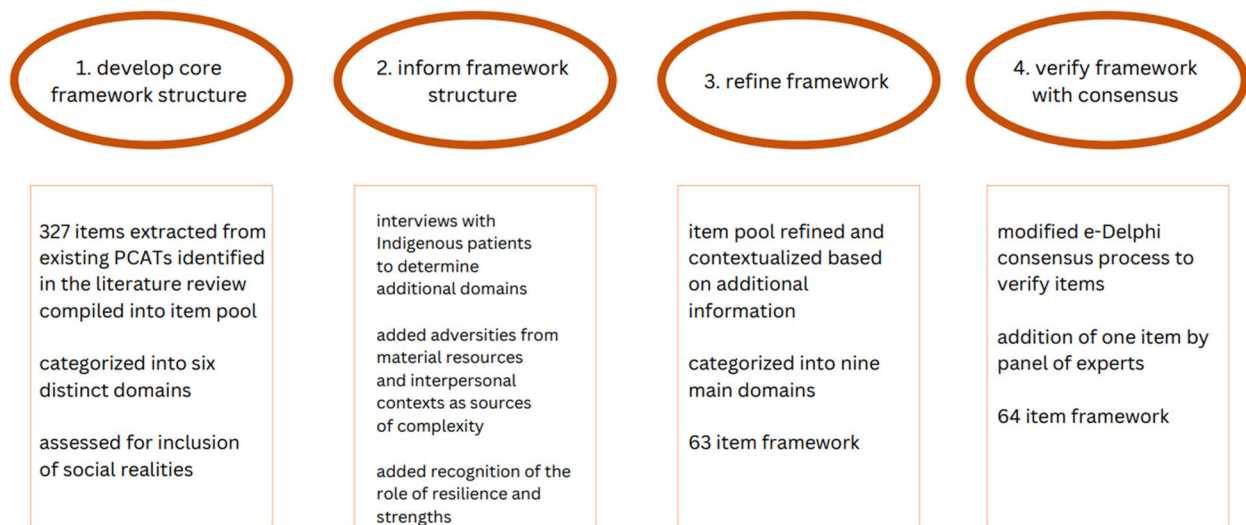 1. develop core
framework structure
2. inform framework
structure
3. refine framework
4. verify framework
with consensus
327 items extracted from
existing PCATs identified
in the literature review
compiled into item pool
categorized into six
distinct domains
assessed for inclusion
of social realities
interviews with
Indigenous patients
to determine
additional domains
added adversities from
material resources
and interpersonal
contexts as sources
of complexity
added recognition of the
role of resilience and
strengths
item pool refined and
contextualized based
on additional
information
categorized into nine
main domains
63 item framework
modified e-Delphi
consensus process to
verify items
addition of one item by
panel of experts
64 item framework